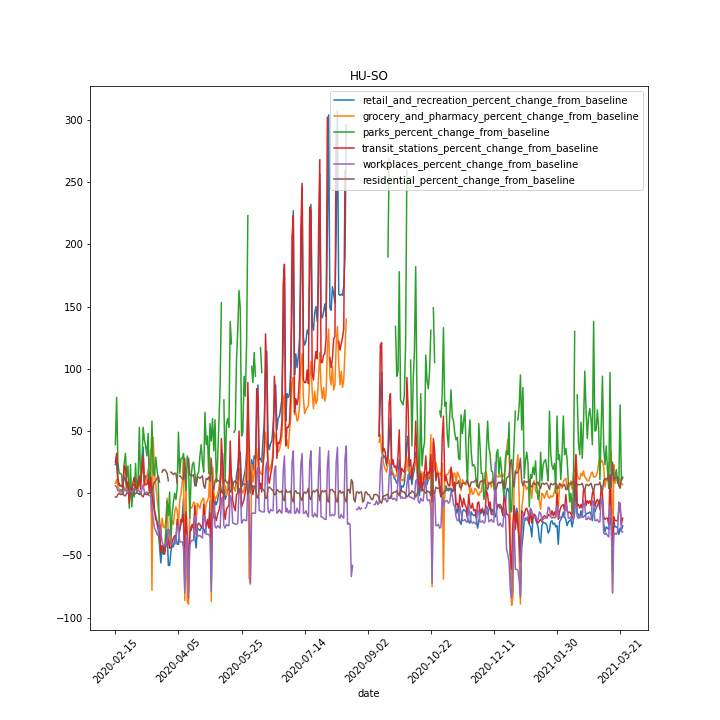 HU-SO
retail_and_recreation_percent_change_from_baseline
grocery_and_pharmacy_percent_change_from_baseline
parks_percent_change_from_baseline
transit_stations_percent_change_from_baseline
workplaces_percent_change_from_baseline
residential_percent_change_from_baseline
300
250
200
150
100
50
0
−50
−100
2020-02-15
2020-04-05
2020-05-25
2020-07-14
2020-09-02
2020-10-22
2020-12-11
2021-01-30
2021-03-21
date